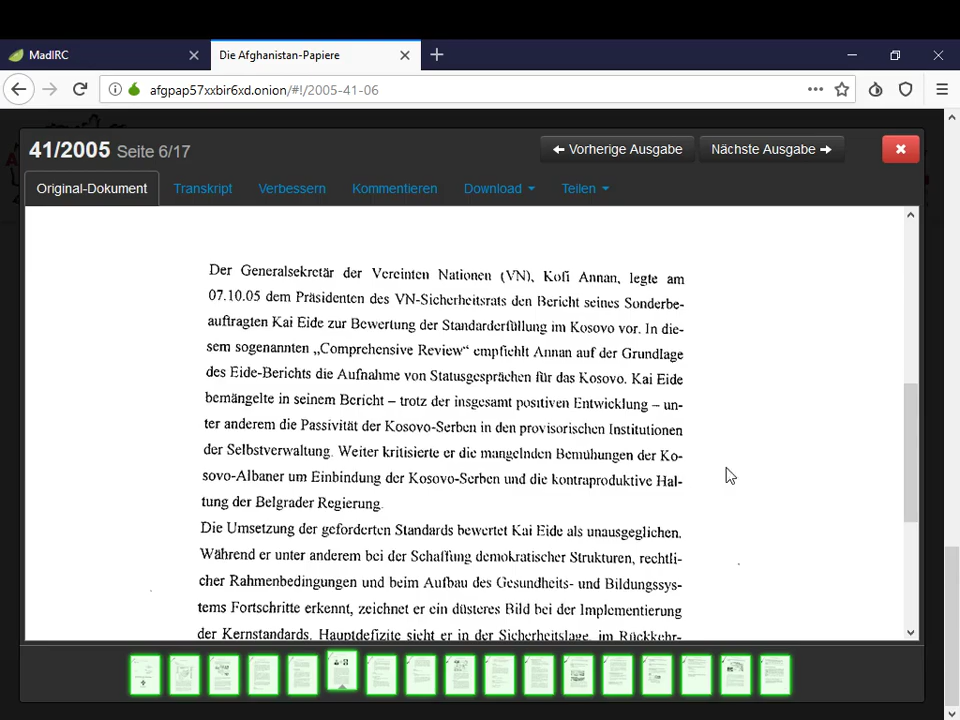 MadIRC
Die Afghanistan-Papiere
afgpap57xxbir6xd.onion/#!/2005-41-06
41/2005 Seite 6/17
Vorherige Ausgabe
Nächste Ausgabe
Original-Dokument
Transkript
Verbessern
Kommentieren
Download
Teilen
Der Generalsekretär der Vereinten Nationen (VN), Kofi Annan, legte am
07.10.05 dem Präsidenten des VN-Sicherheitsrats den Bericht seines Sonderbe-
auftragten Kai Eide zur Bewertung der Standarderfüllung im Kosovo vor. In die-
sem sogenannten „Comprehensive Review“ empfiehlt Annan auf der Grundlage
des Eide-Berichts die Aufnahme von Statusgesprächen für das Kosovo. Kai Eide
bemängelte in seinem Bericht – trotz der insgesamt positiven Entwicklung – un-
ter anderem die Passivität der Kosovo-Serben in den provisorischen Institutionen
der Selbstverwaltung. Weiter kritisierte er die mangelnden Bemühungen der Ko-
sovo-Albaner um Einbindung der Kosovo-Serben und die kontraproduktive Hal-
tung der Belgrader Regierung.
Die Umsetzung der geforderten Standards bewertet Kai Eide als unausgeglichen.
Während er unter anderem bei der Schaffung demokratischer Strukturen, rechtli-
cher Rahmenbedingungen und beim Aufbau des Gesundheits- und Bildungssys-
tems Fortschritte erkennt, zeichnet er ein düsteres Bild bei der Implementierung
der Kernstandards. Hauptdefizite sieht er in der Sicherheitslage, im Rückkehr-